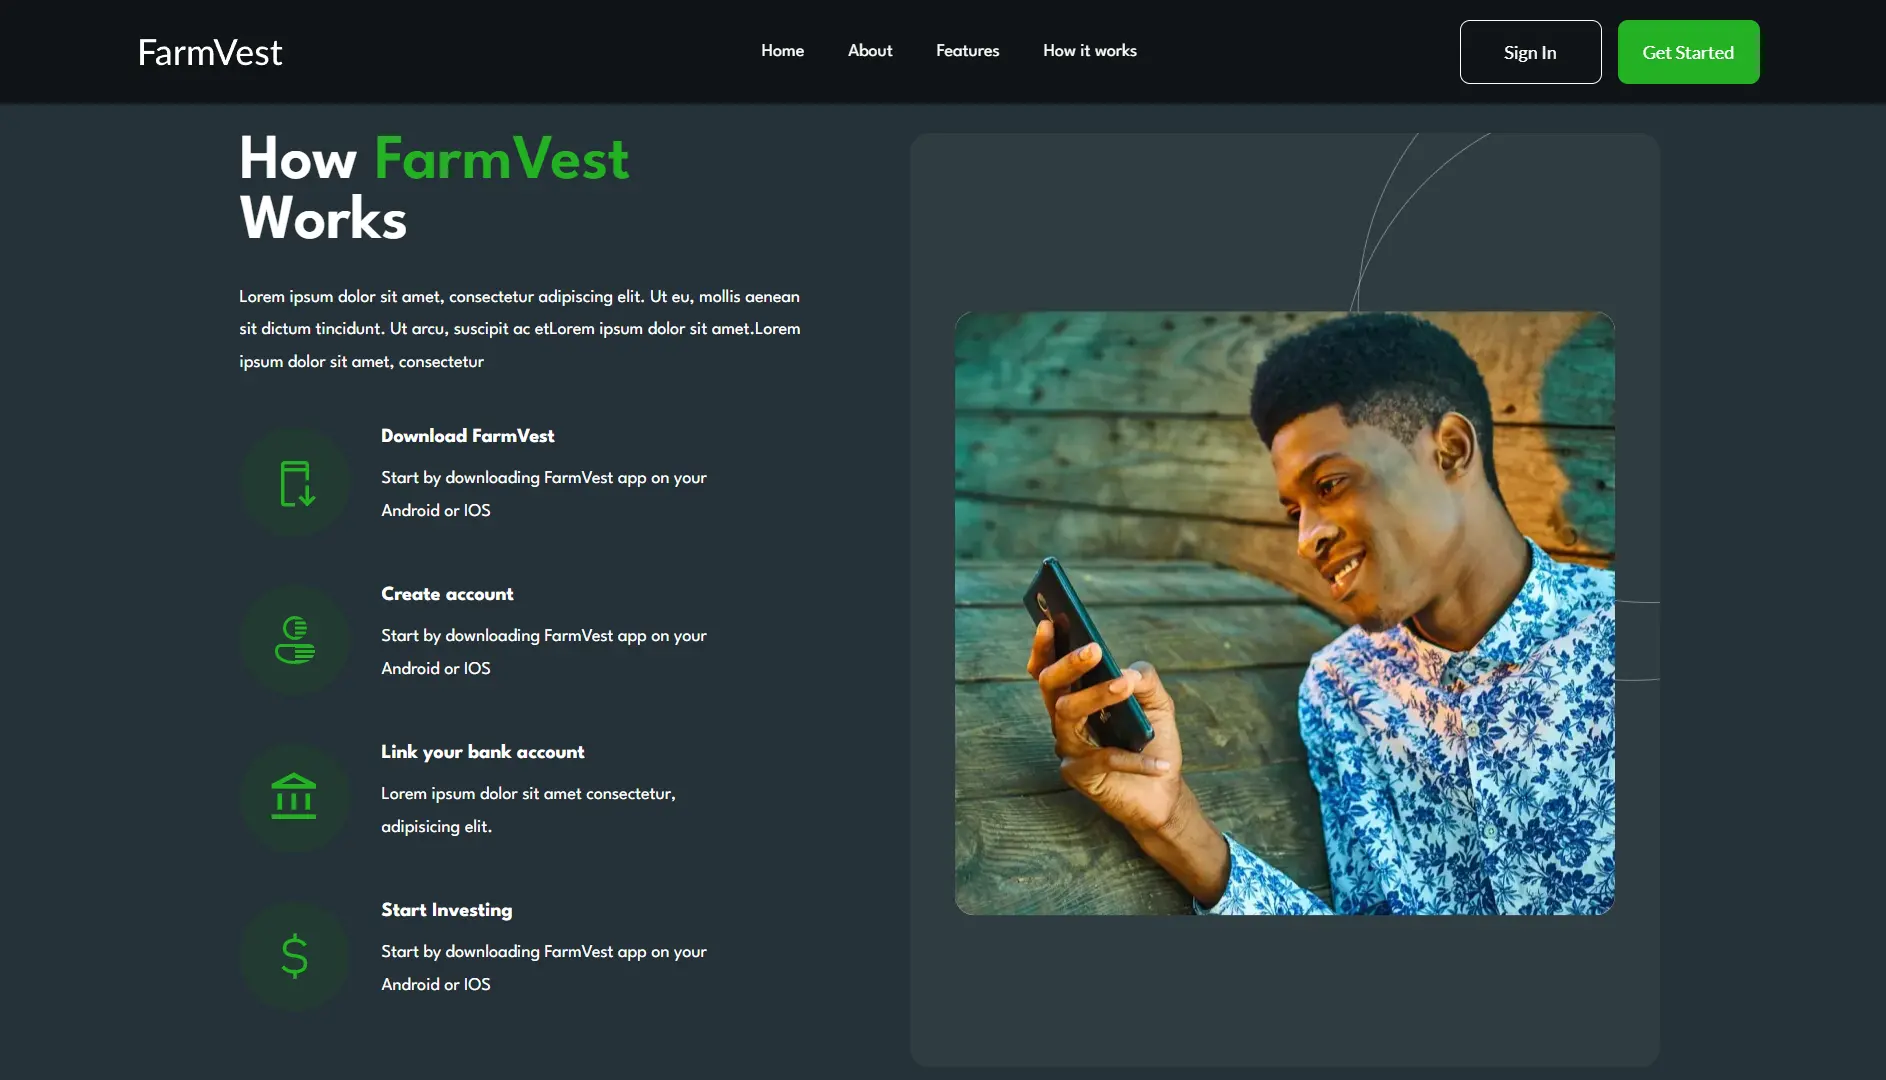 FarmVest
Home
About
Features
How it works
Sign In
Get Started
How FarmVest
Works
Lorem ipsum dolor sit amet, consectetur adipiscing elit. Ut eu, mollis aenean
sit dictum tincidunt. Ut arcu, suscipit ac etLorem ipsum dolor sit amet.Lorem
ipsum dolor sit amet, consectetur
Download FarmVest
Start by downloading FarmVest app on your
Android or IOS
Create account
Start by downloading FarmVest app on your
Android or IOS
Link your bank account
Lorem ipsum dolor sit amet consectetur,
adipisicing elit.
Start Investing
Start by downloading FarmVest app on your
Android or IOS